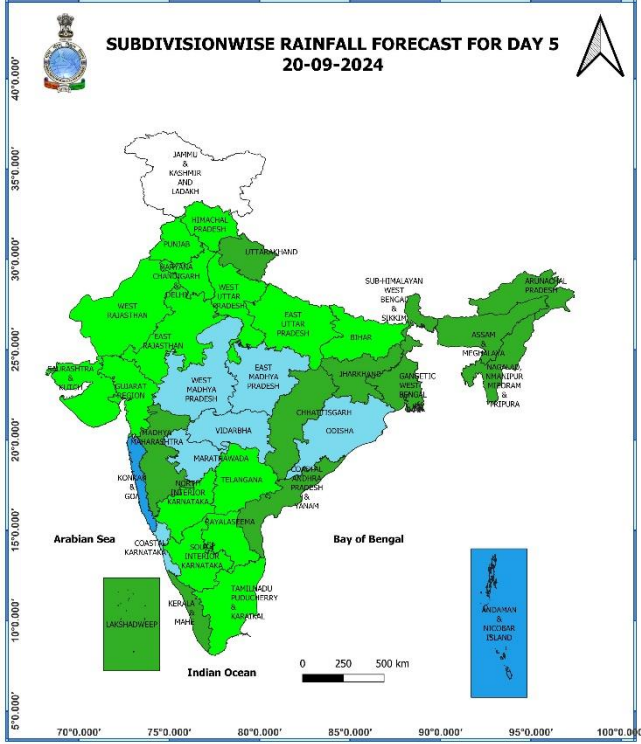 SUBDIVISIONWISE RAINFALL FORECAST FOR DAY 5
20-09-2024
40°0.000'
35°0.000'
30°0.000'
25°0.000'
20°0.000'
15°0.000'
10°0.000'
5°0.000'
JAMMU
&
KASHMIR
AND
LADAKH
HIMACHAL
PRADESH
PUNJAB
UTTARAKHAND
HARYANA
CHANDIGARH
&
DELHI
WEST
UTTAR
PRADESH
WEST
RAJASTHAN
EAST
RAJASTHAN
EAST
UTTAR
PRADESH
BIHAR
SUB-HIMALAYAN
WEST
BENGAL
&
SIKKIM
ARUNACHAL
PRADESH
ASSAM
MEGHALAYA
MIZORAM
&
TRIPURA
SAURASHTRA
&
KUTCH
GUJARAT
REGION
WEST
MADHYA
PRADESH
EAST
MADHYA
PRADESH
JHARKHAND
GANGETIC
WEST
BENGAL
CHHATTISGARH
ODISHA
VIDARBHA
MADHYA
MAHARASHTRA
MARATHWADA
KONKAN
&
GOA
NORTH
INTERIOR
KARNATAKA
TELANGANA
COASTAL
ANDHRA
PRADESH
&
YANAM
RAYALASEEMA
COASTAL
KARNATAKA
SOUTH
INTERIOR
KARNATAKA
TAMILNADU
PUDUCHERRY
&
KARAIKAL
KERALA
&
MAHE
LAKSHADWEEP
ANDAMAN
&
NICOBAR
ISLAND
Arabian Sea
Bay of Bengal
Indian Ocean
0 250 500 km
70°0.000' 75°0.000' 80°0.000' 85°0.000' 90°0.000' 95°0.000' 100°0.000'